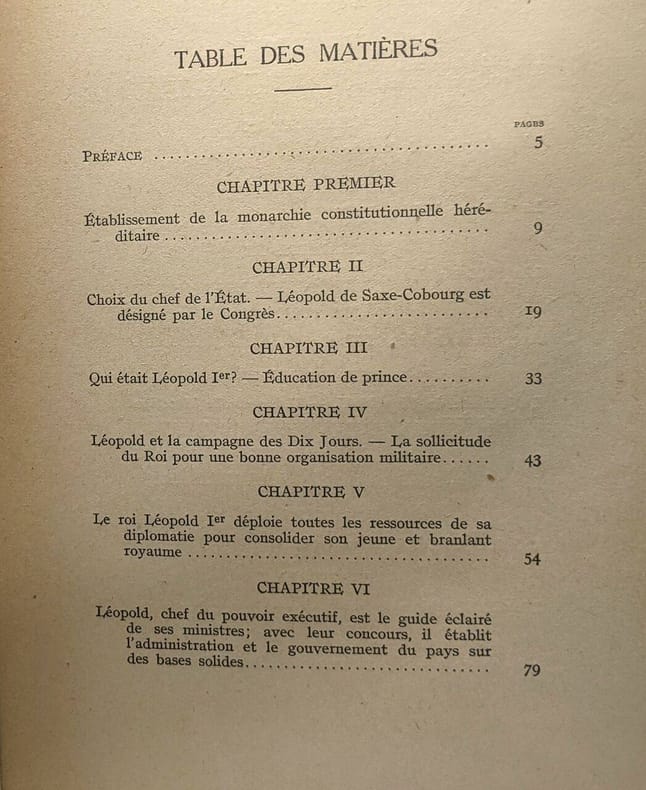 TABLE DES MATIÈRES
PAGES
PRÉFACE ........................................ 5
CHAPITRE PREMIER
Établissement de la monarchie constitutionnelle héré-
ditaire ........................................ 9
CHAPITRE II
Choix du chef de l'État. — Léopold de Saxe-Cobourg est
désigné par le Congrès......................... 19
CHAPITRE III
Qui était Léopold Ier? — Éducation de prince.......... 33
CHAPITRE IV
Léopold et la campagne des Dix Jours. — La sollicitude
du Roi pour une bonne organisation militaire...... 43
CHAPITRE V
Le roi Léopold Ier déploie toutes les ressources de sa
diplomatie pour consolider son jeune et branlant
royaume ..................................... 54
CHAPITRE VI
Léopold, chef du pouvoir exécutif, est le guide éclairé
de ses ministres; avec leur concours, il établit
l'administration et le gouvernement du pays sur
des bases solides............................. 79